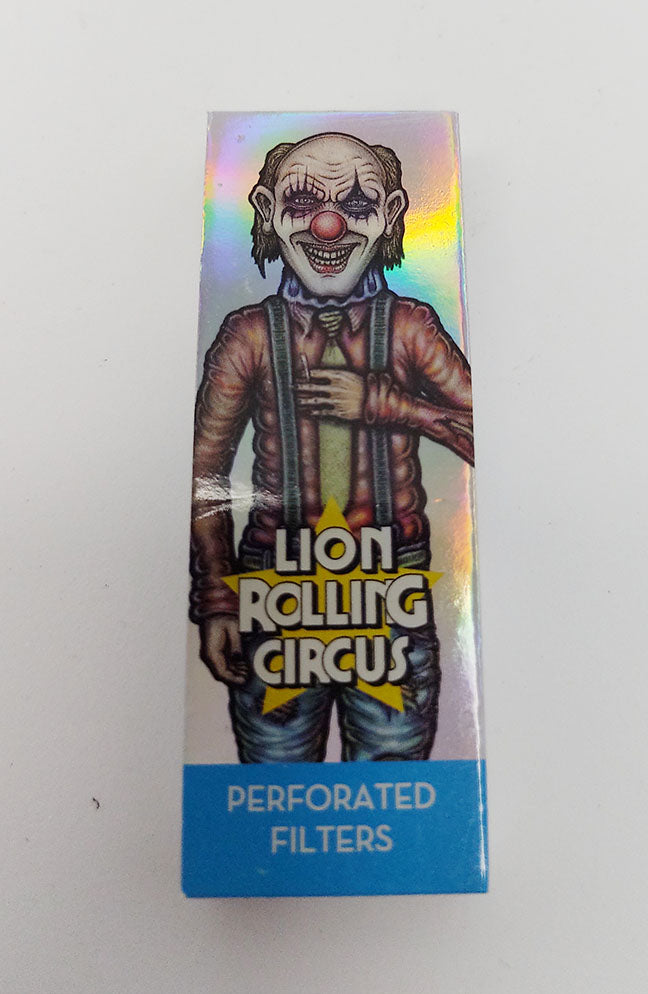 LION
ROLLING
CIRCUS
PERFORATED
FILTERS